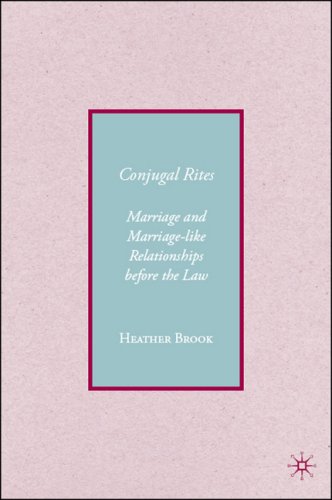 Conjugal Rites
Marriage and
Marriage-like
Relationships
before the Law
Heather Brook